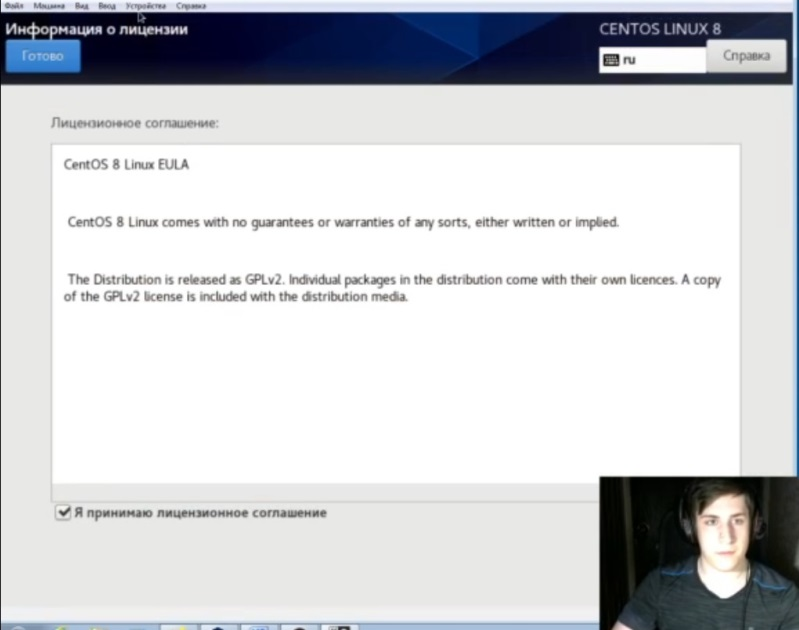 Файл Машина Вид Ввод Устройства Справка
Информация о лицензии
CENTOS LINUX 8
Готово
ru
Справка
Лицензионное соглашение:
CentOS 8 Linux EULA
CentOS 8 Linux comes with no guarantees or warranties of any sorts, either written or implied.
The Distribution is released as GPLv2. Individual packages in the distribution come with their own licences. A copy
of the GPLv2 license is included with the distribution media.
Я принимаю лицензионное соглашение